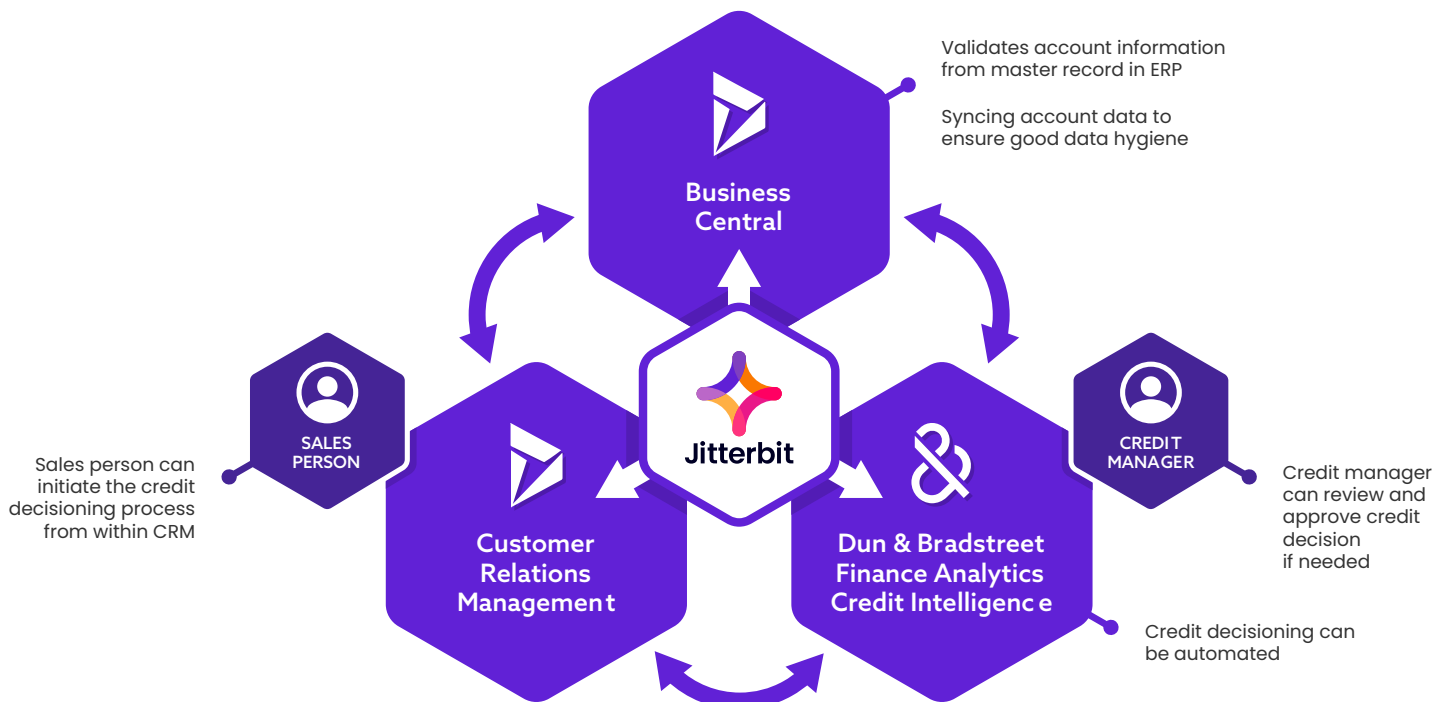 Validates account information
from master record in ERP
Syncing account data to
ensure good data hygiene
Business
Central
Jitterbit
SALES
PERSON
Sales person can
initiate the credit
decisioning process
from within CRM
Customer
Relations
Management
Dun & Bradstreet
Finance Analytics
Credit Intelligence
CREDIT
MANAGER
Credit manager
can review and
approve credit
decision
if needed
Credit decisioning can
be automated